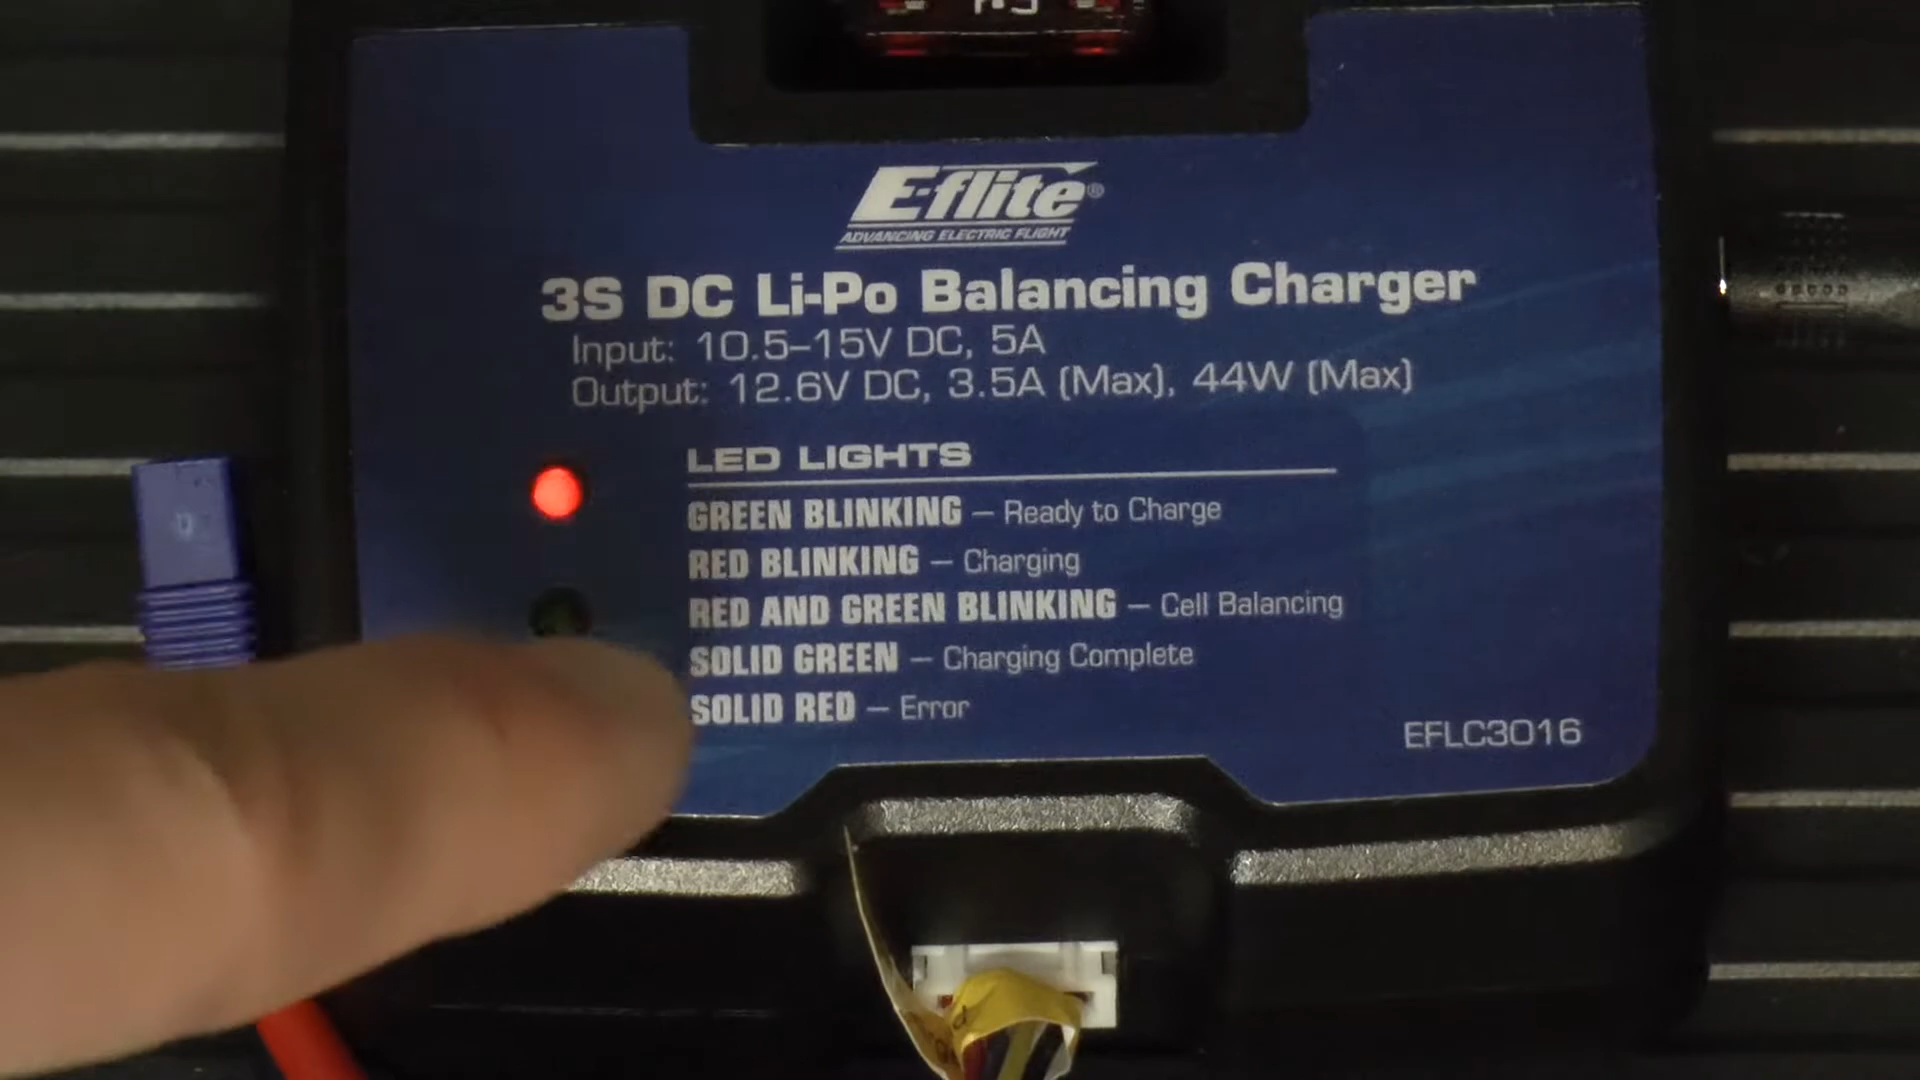 E-flite®
ADVANCING ELECTRIC FLIGHT
3S DC Li-Po Balancing Charger
Input: 10.5–15V DC, 5A
Output: 12.6V DC, 3.5A (Max), 44W (Max)
LED LIGHTS
GREEN BLINKING – Ready to Charge
RED BLINKING – Charging
RED AND GREEN BLINKING – Cell Balancing
SOLID GREEN – Charging Complete
SOLID RED – Error
EFLC3016